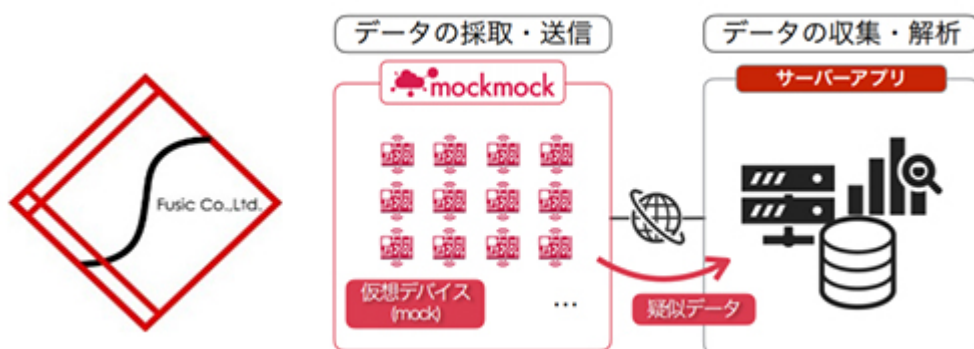 データの採取・送信
データの収集・解析
mockmock
サーバーアプリ
Fusic Co.,Ltd.
仮想デバイス
(mock)
...
疑似データ